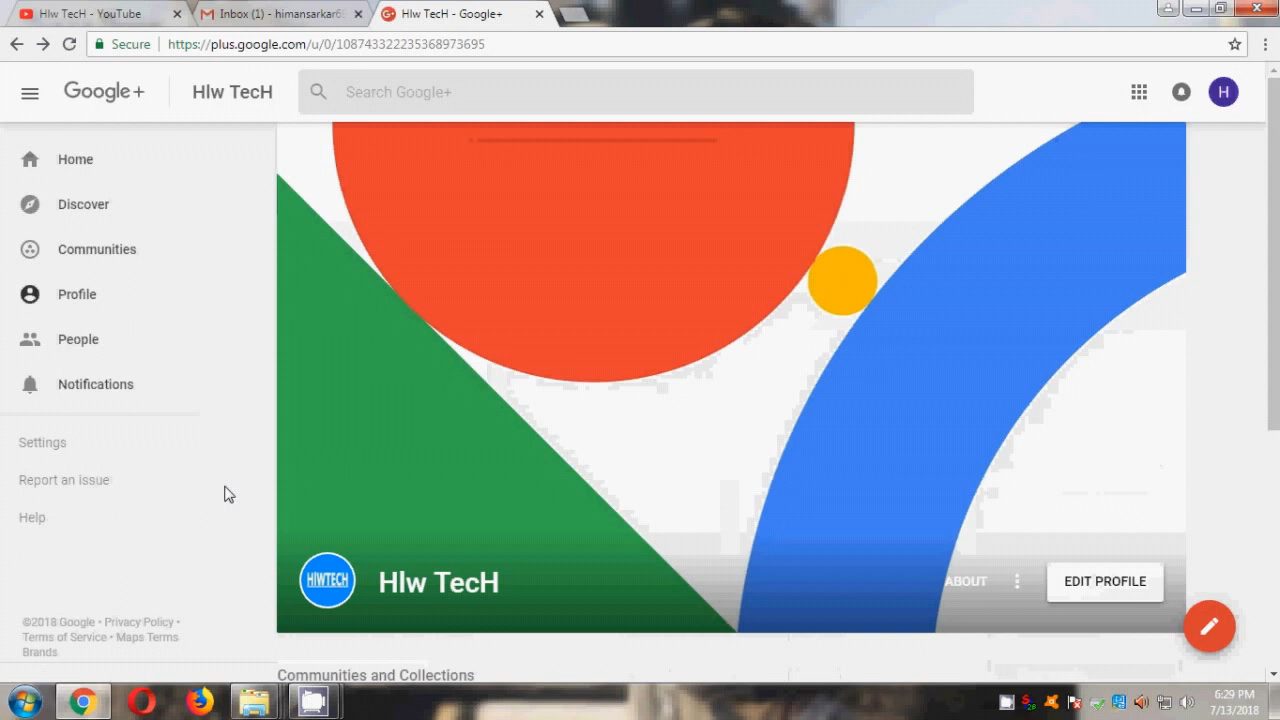 Hlw TecH - YouTube
Inbox (1) - himansarkar6
Hlw TecH - Google+
Secure
https://plus.google.com/u/0/108743322235368973695
Google+
Hlw TecH
Search Google+
H
Home
Discover
Communities
Profile
People
Notifications
Settings
Report an issue
Help
HlWTECH
Hlw TecH
ABOUT
EDIT PROFILE
©2018 Google • Privacy Policy •
Terms of Service • Maps Terms
Brands
Communities and Collections
6:29 PM
7/13/2018